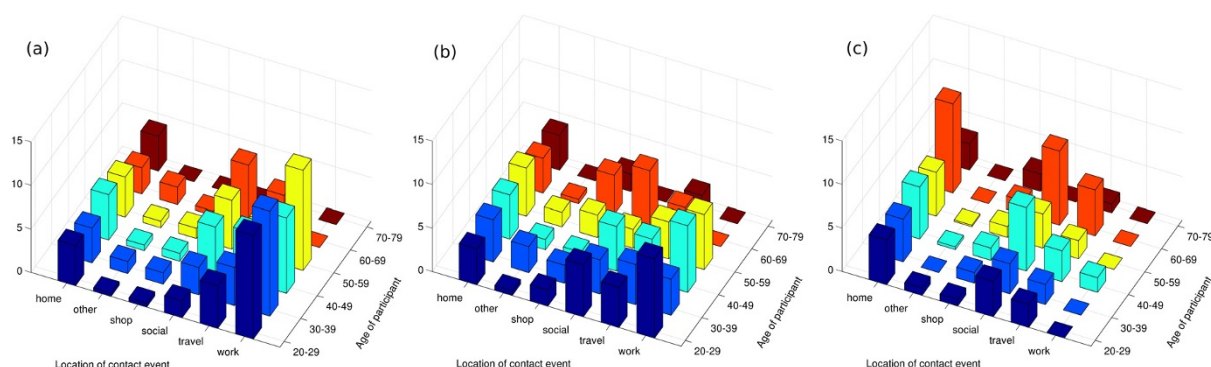 (a)
15
10
5
0
home
other
shop
social
travel
work
20-29
30-39
40-49
50-59
60-69
70-79
Location of contact event
Age of participant
(b)
15
10
5
0
home
other
shop
social
travel
work
20-29
30-39
40-49
50-59
60-69
70-79
Location of contact event
Age of participant
(c)
15
10
5
0
home
other
shop
social
travel
work
20-29
30-39
40-49
50-59
60-69
70-79
Location of contact event
Age of participant